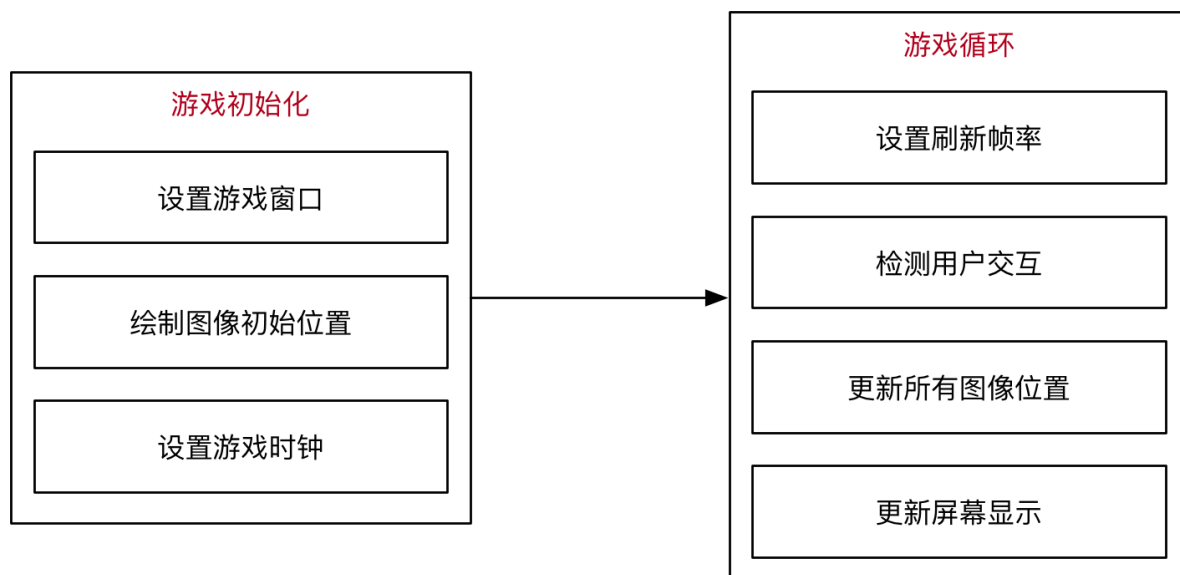 游戏初始化
设置游戏窗口
绘制图像初始位置
设置游戏时钟
游戏循环
设置刷新帧率
检测用户交互
更新所有图像位置
更新屏幕显示